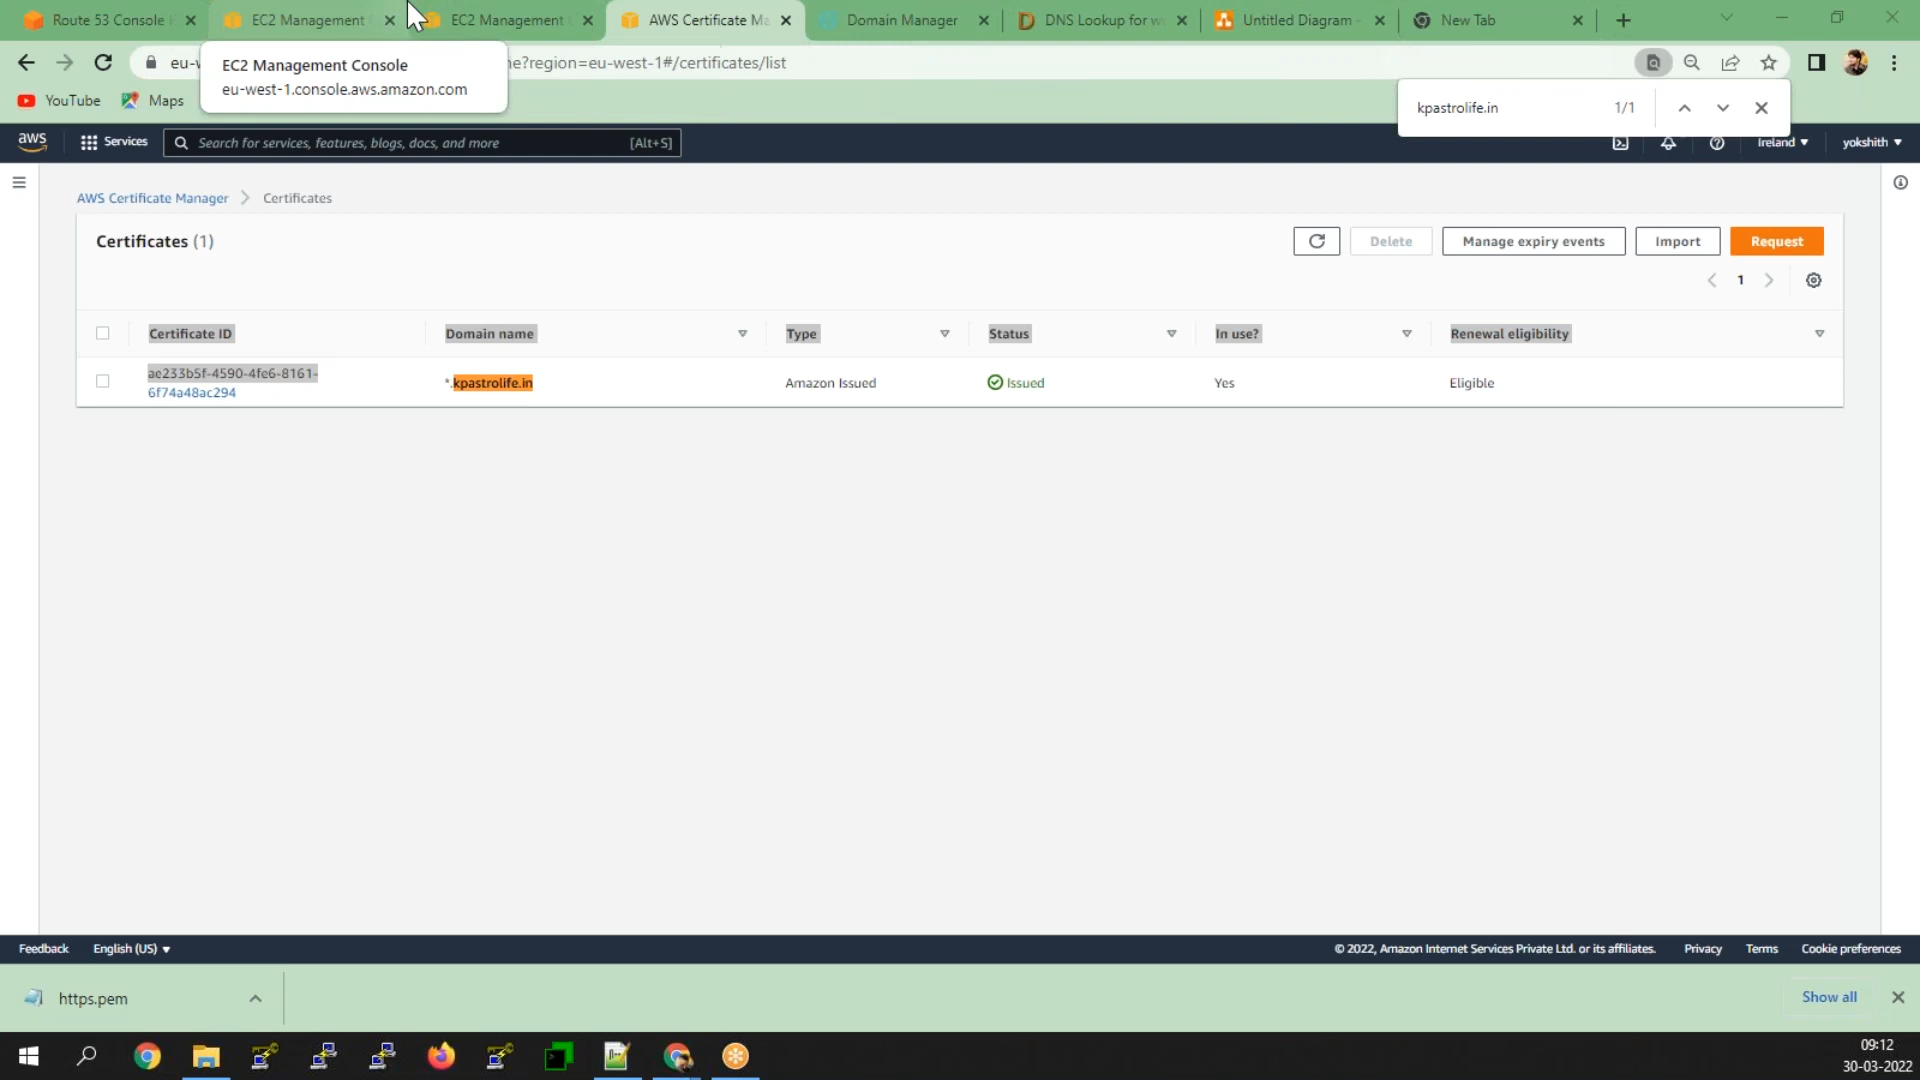 Route 53 Console
EC2 Management
EC2 Management
AWS Certificate Ma
Domain Manager
DNS Lookup for w
Untitled Diagram -
New Tab
eu-w
EC2 Management Console
eu-west-1.console.aws.amazon.com
e?region=eu-west-1#/certificates/list
YouTube
Maps
kpastrolife.in
1/1
aws
Services
Search for services, features, blogs, docs, and more
[Alt+S]
Ireland
yokshith
AWS Certificate Manager
Certificates
Certificates (1)
Delete
Manage expiry events
Import
Request
1
Certificate ID
Domain name
Type
Status
In use?
Renewal eligibility
ae233b5f-4590-4fe6-8161-
6f74a48ac294
*.kpastrolife.in
Amazon Issued
Issued
Yes
Eligible
Feedback
English (US)
© 2022, Amazon Internet Services Private Ltd. or its affiliates.
Privacy
Terms
Cookie preferences
https.pem
Show all
09:12
30-03-2022